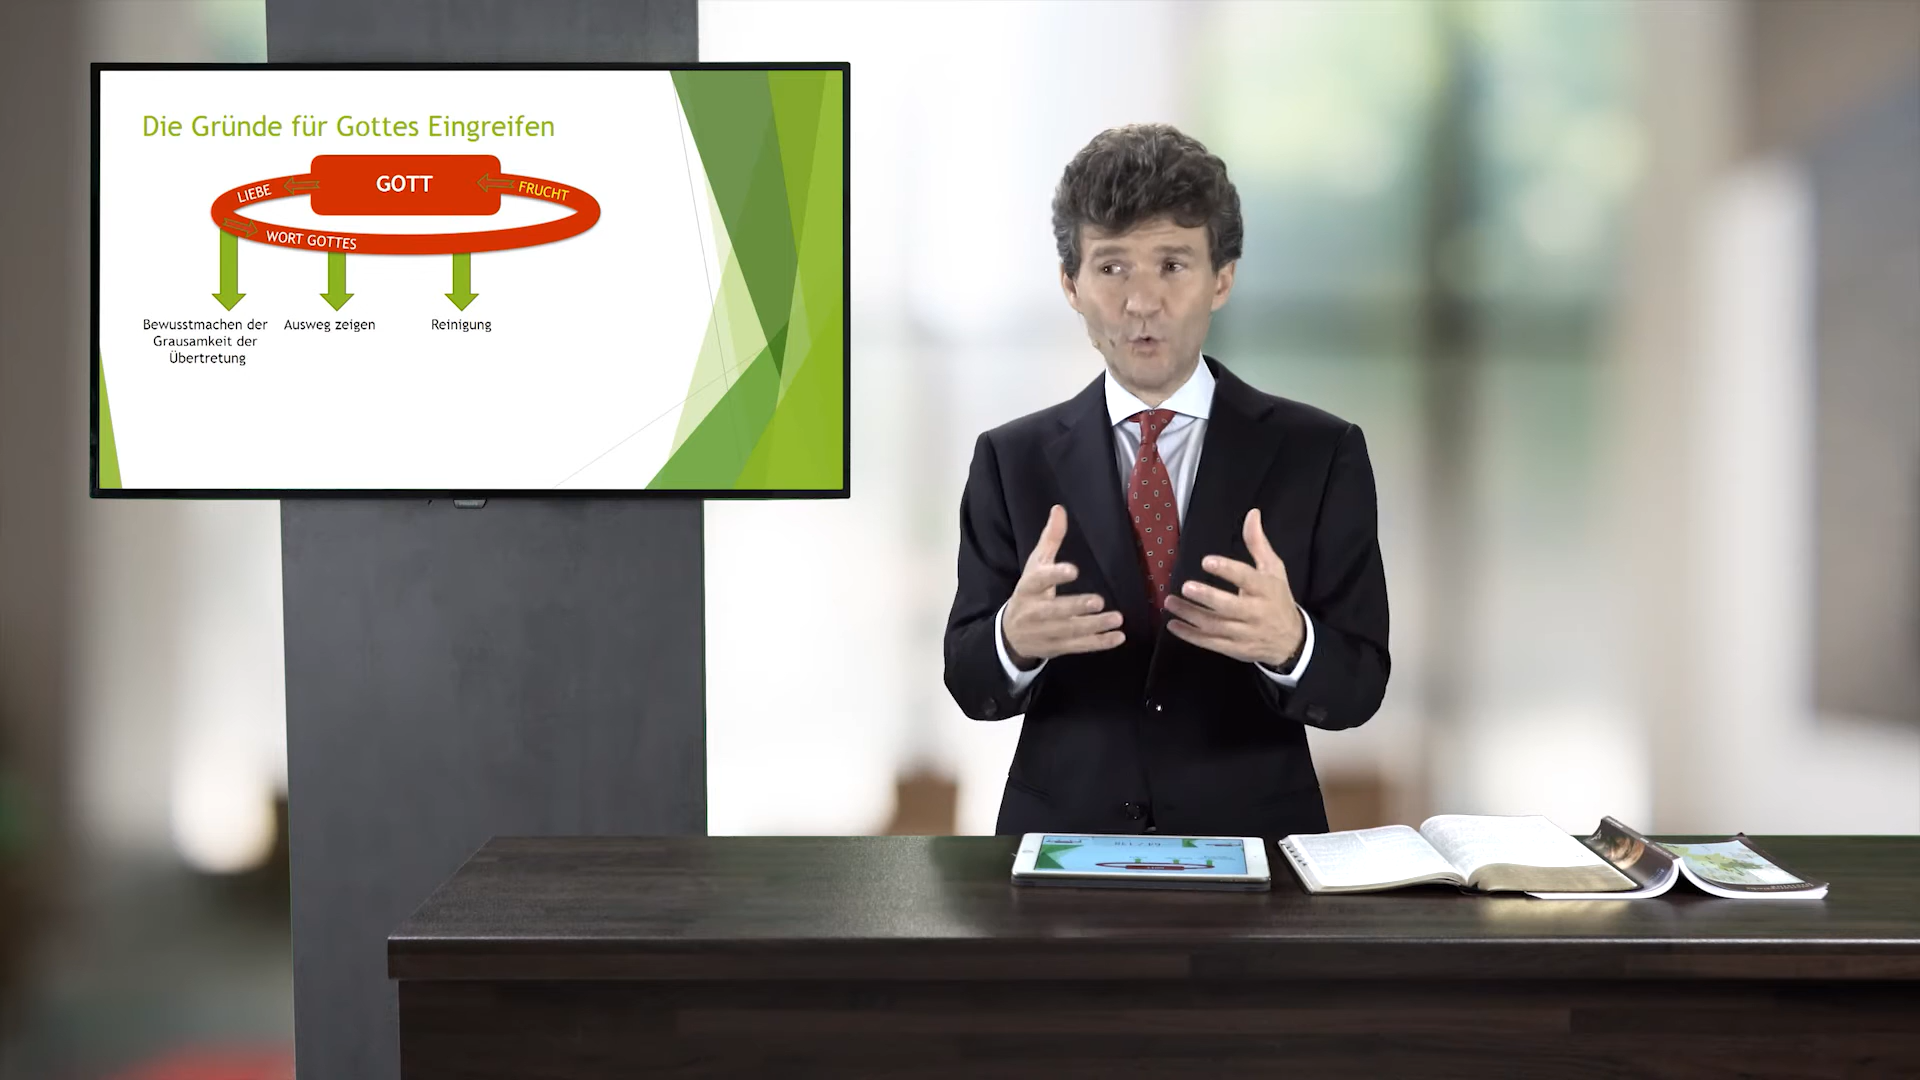 Die Gründe für Gottes Eingreifen
GOTT
LIEBE
FRUCHT
WORT GOTTES
Bewusstmachen der
Grausamkeit der
Übertretung
Ausweg zeigen
Reinigung